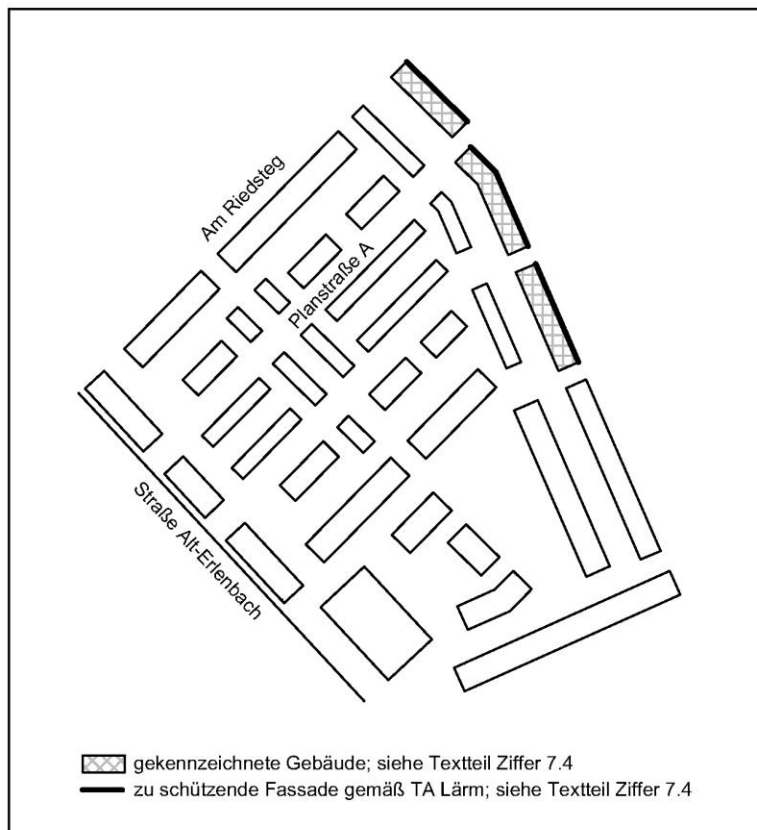 Am Riedsteg
Planstraße A
Straße Alt-Erlenbach
gekennzeichnete Gebäude; siehe Textteil Ziffer 7.4
zu schützende Fassade gemäß TA Lärm; siehe Textteil Ziffer 7.4